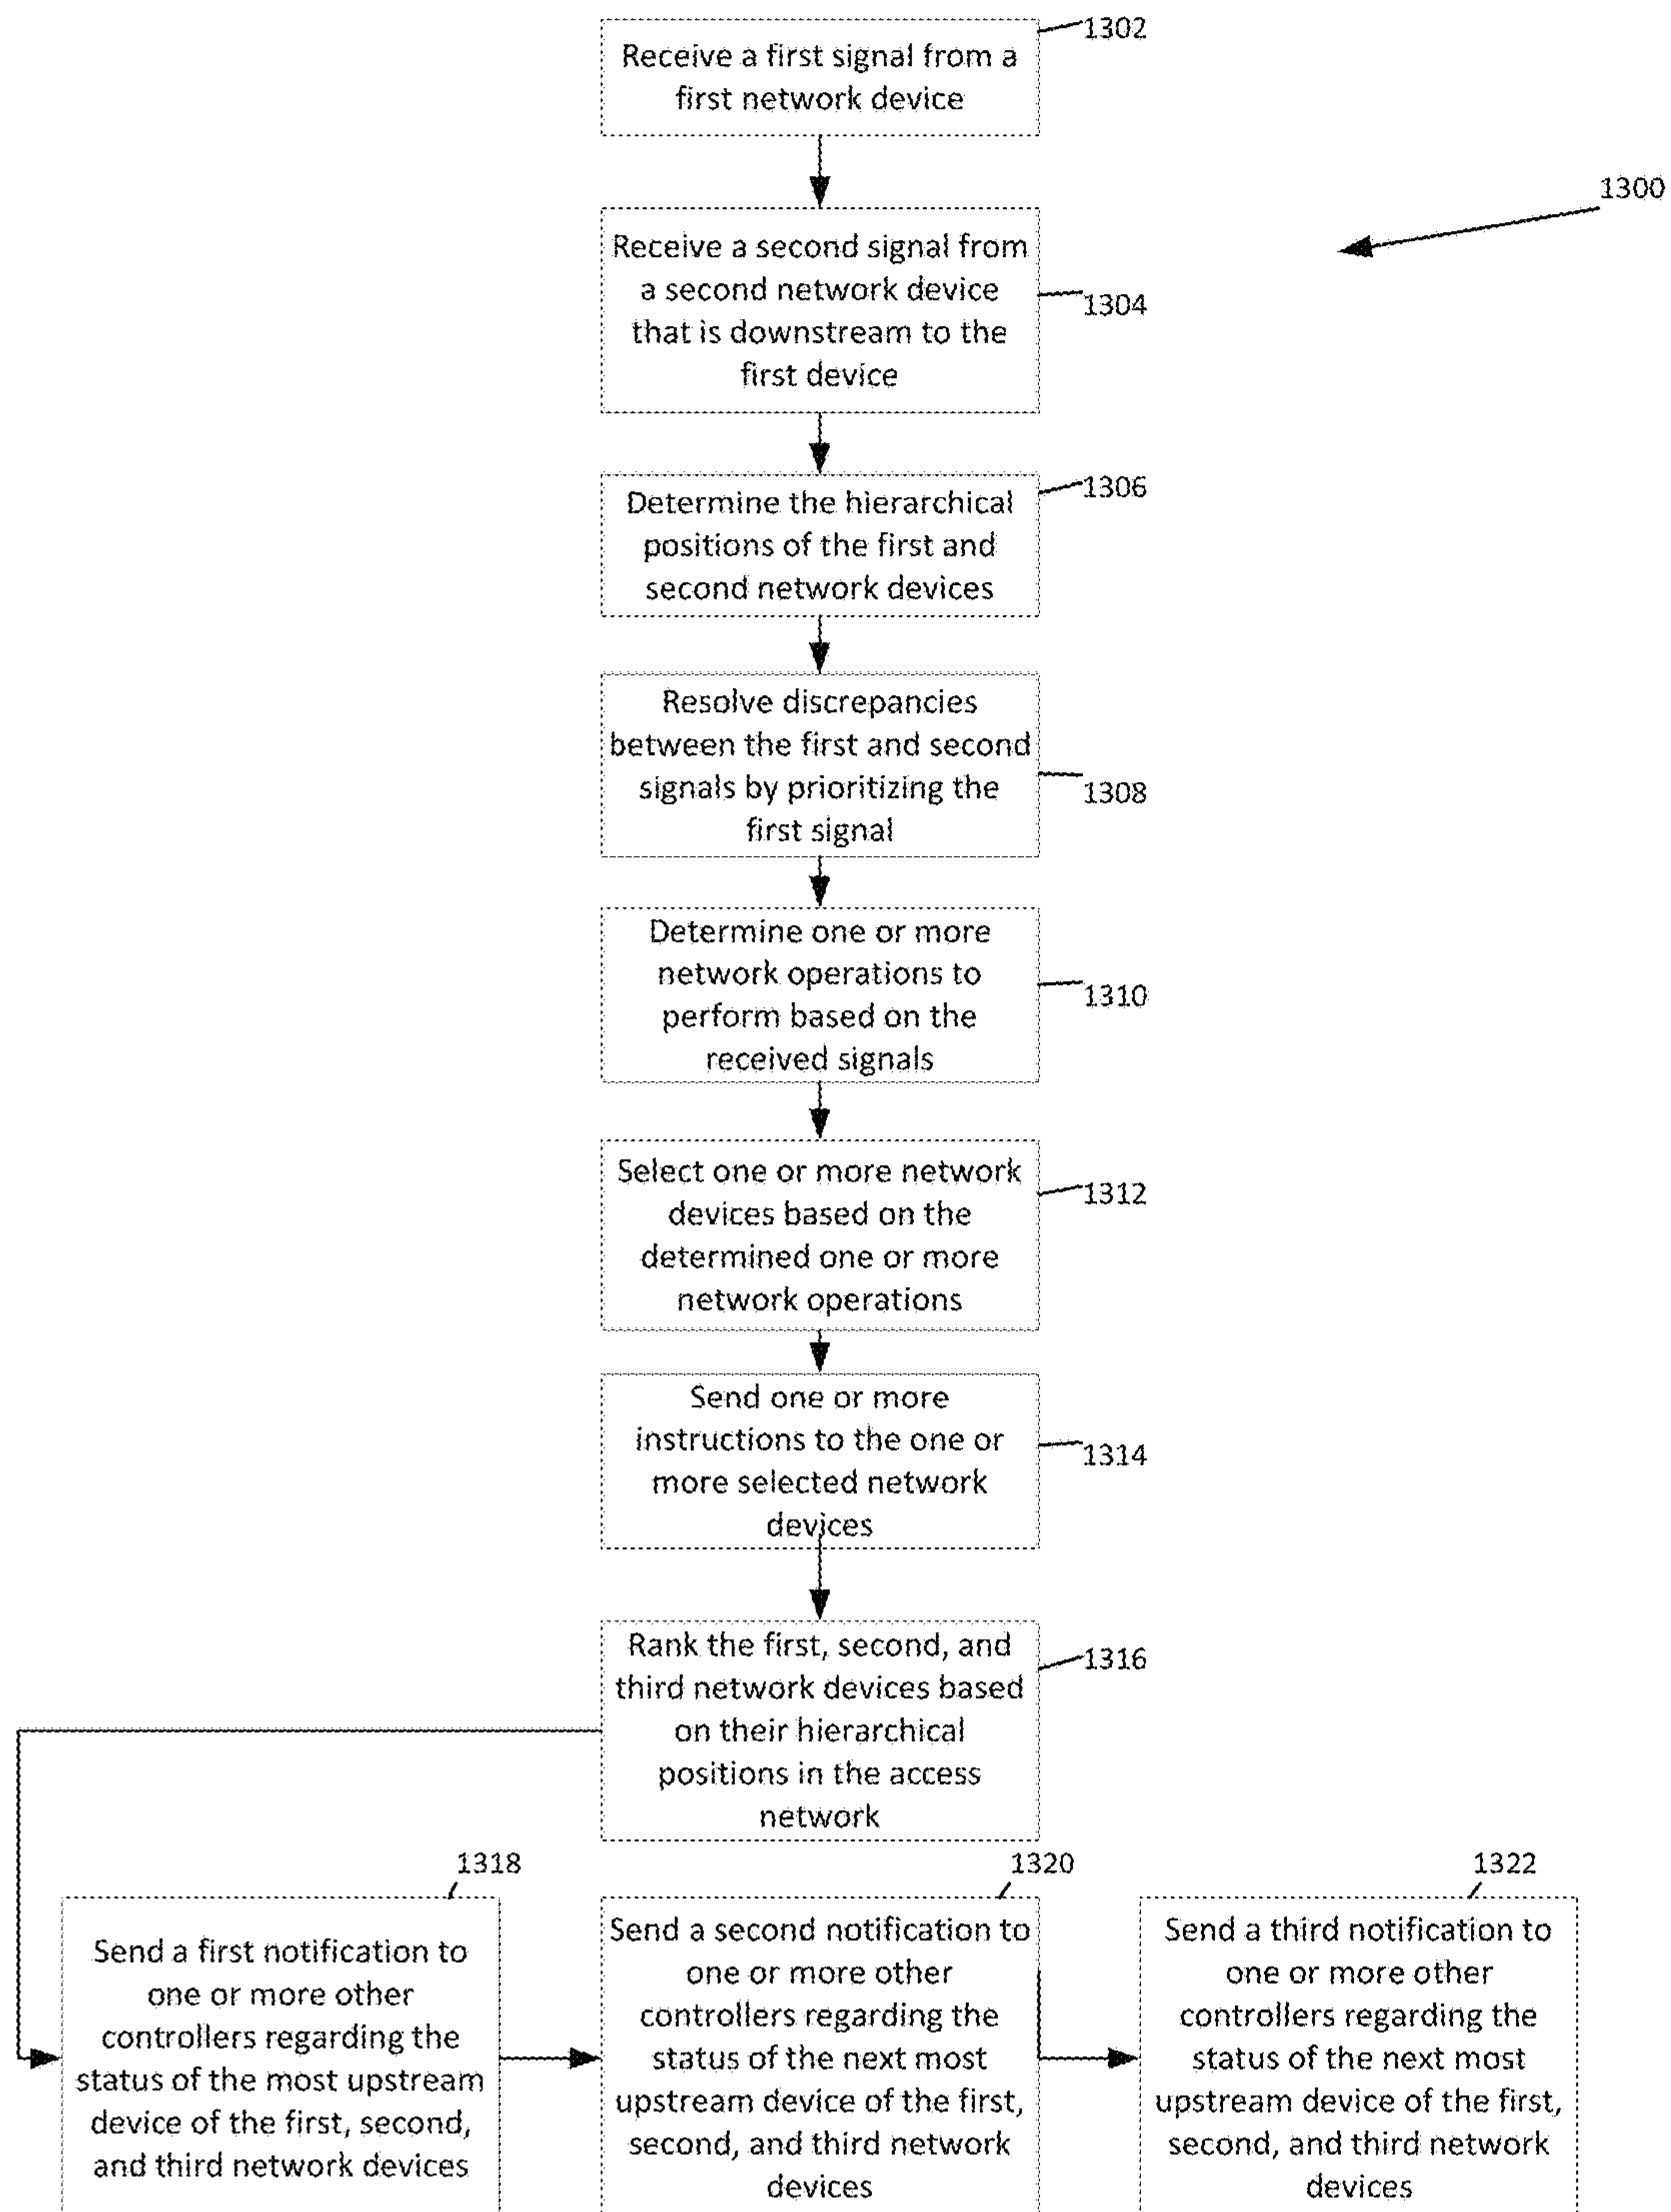 1302
Receive a first signal from a
first network device
1300
Receive a second signal from
a second network device
that is downstream to the
first device
1304
1306
Determine the hierarchical
positions of the first and
second network devices
Resolve discrepancies
between the first and second
signals by prioritizing the
first signal
1308
Determine one or more
network operations to
perform based on the
received signals
1310
Select one or more network
devices based on the
determined one or more
network operations
1312
Send one or more
instructions to the one or
more selected network
devices
1314
Rank the first, second, and
third network devices based
on their hierarchical
positions in the access
network
1316
1318
Send a first notification to
one or more other
controllers regarding the
status of the most upstream
device of the first, second,
and third network devices
1320
Send a second notification to
one or more other
controllers regarding the
status of the next most
upstream device of the first,
second, and third network
devices
1322
Send a third notification to
one or more other
controllers regarding the
status of the next most
upstream device of the first,
second, and third network
devices